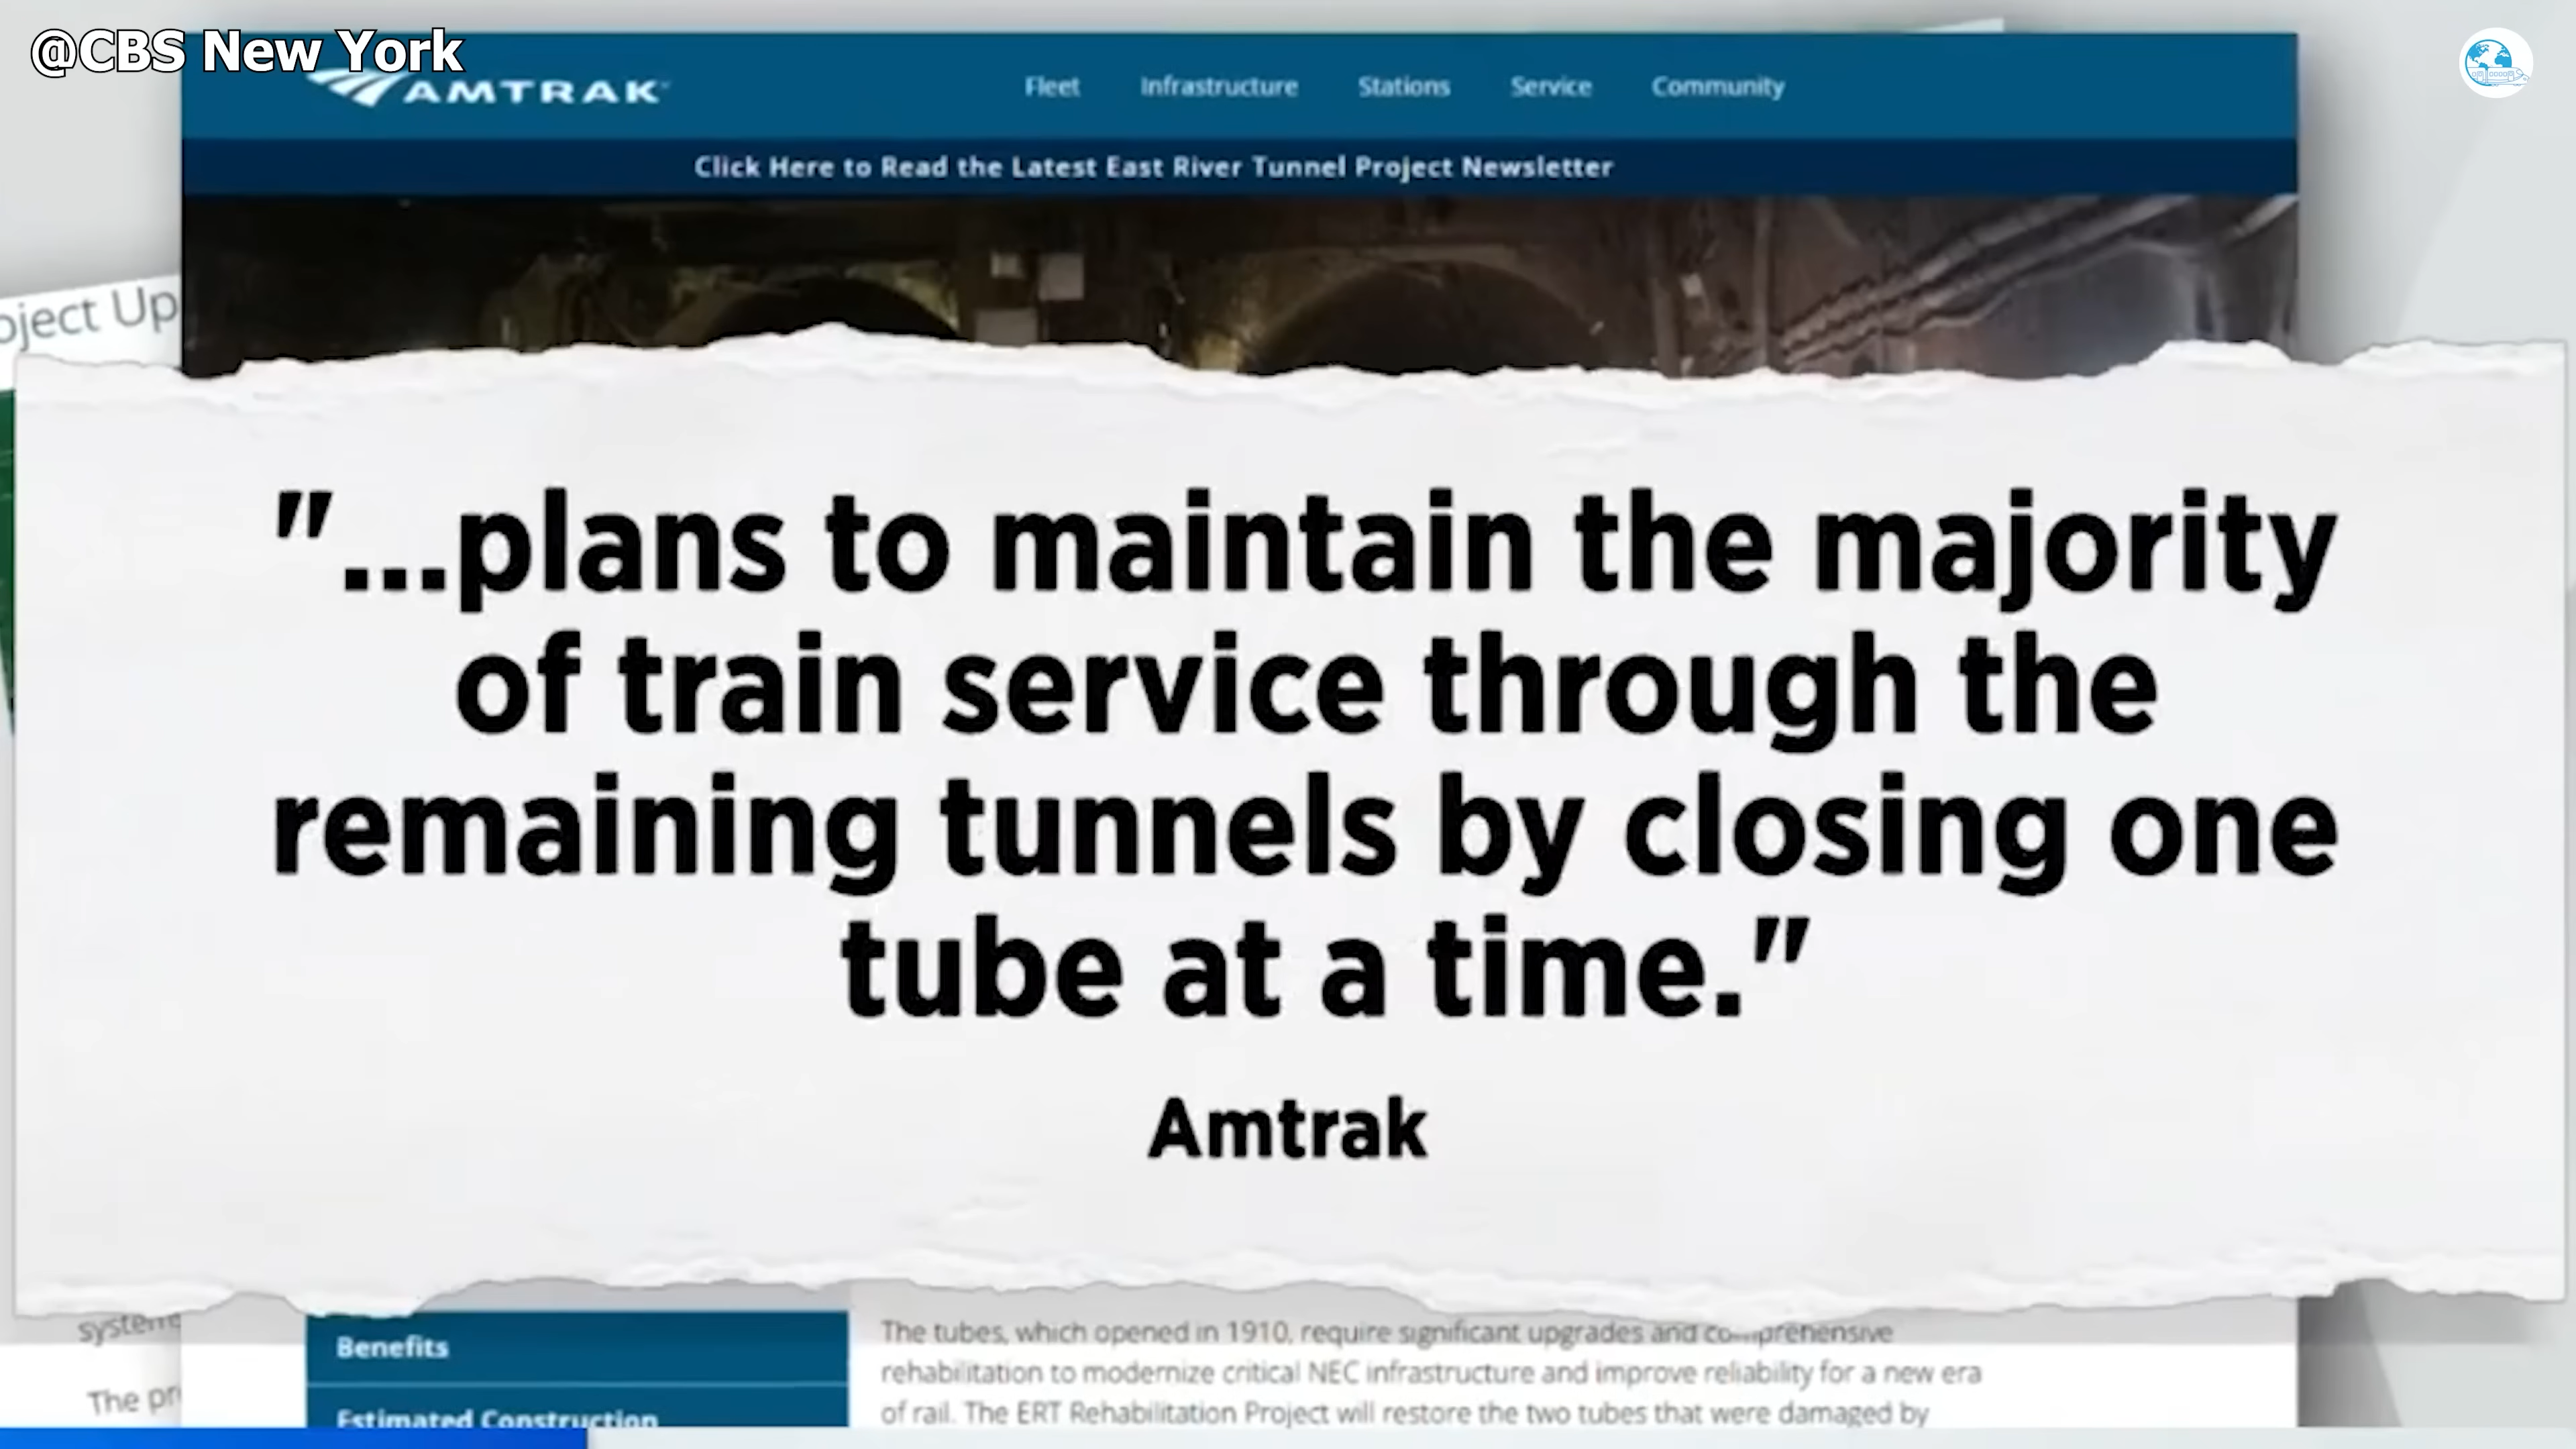 @CBS New York
AMTRAK
Fleet Infrastructure Stations Service Community
Click Here to Read the Latest East River Tunnel Project Newsletter
"...plans to maintain the majority
of train service through the
remaining tunnels by closing one
tube at a time."
Amtrak
Benefits
Estimated Construction
The tubes, which opened in 1910, require significant upgrades and comprehensive
rehabilitation to modernize critical NEC infrastructure and improve reliability for a new era
of rail. The ERT Rehabilitation Project will restore the two tubes that were damaged by
The